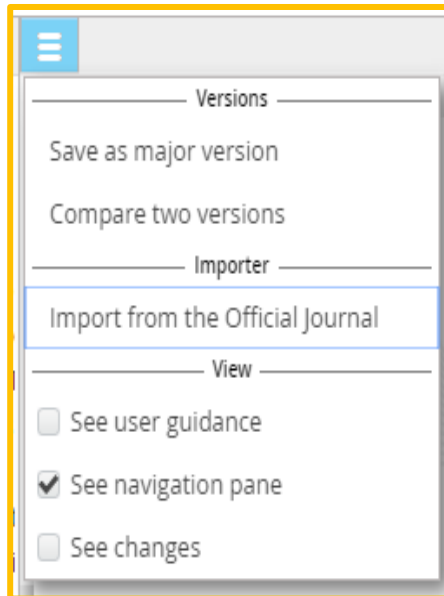 Versions
Save as major version
Compare two versions
Importer
Import from the Official Journal
View
See user guidance
See navigation pane
See changes